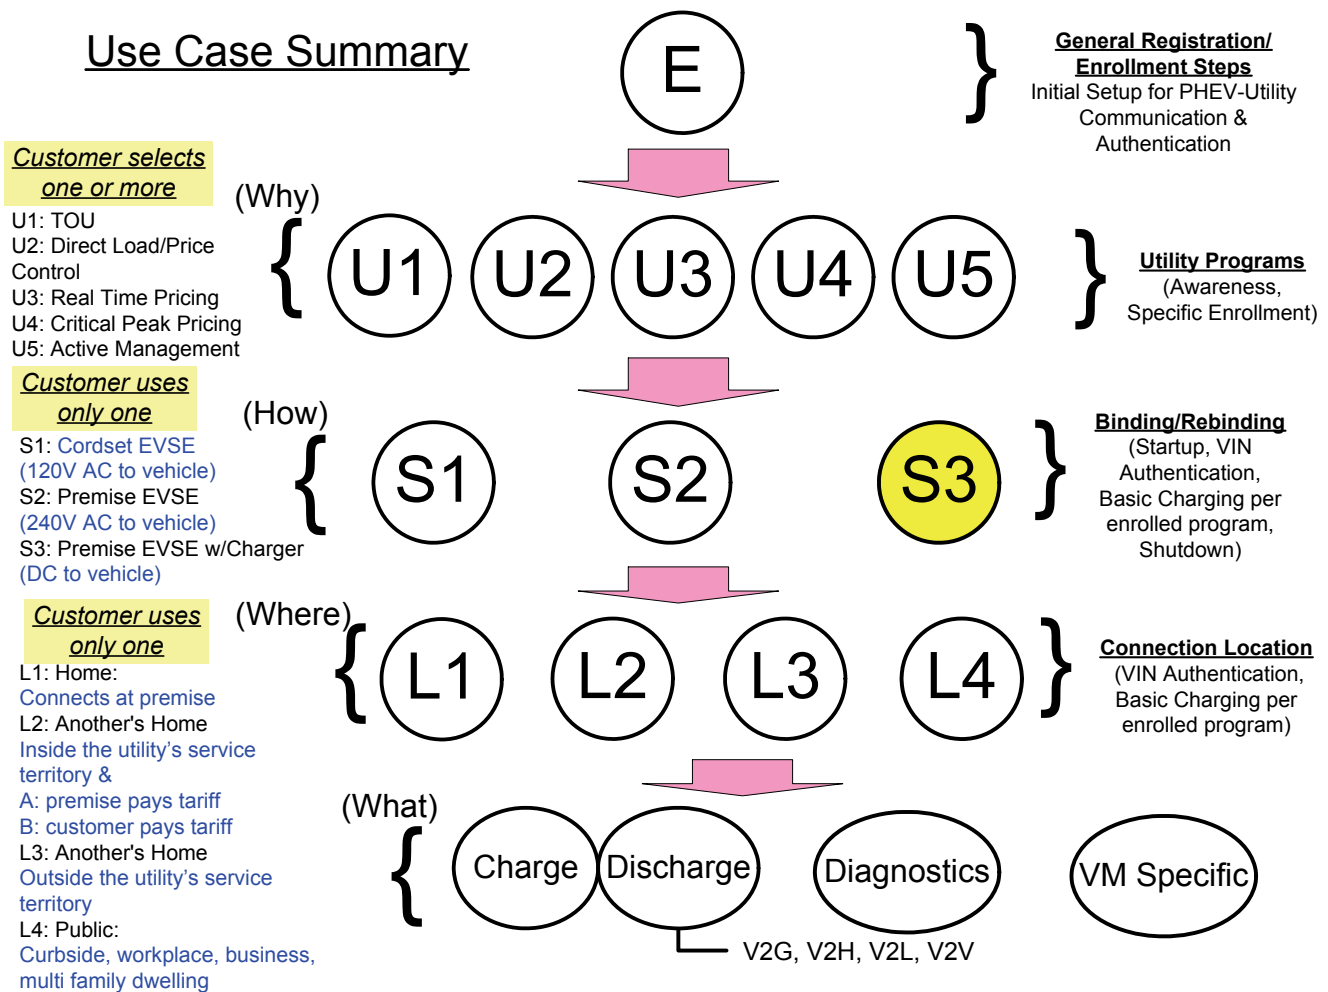 Use Case Summary
E
General Registration/
Enrollment Steps
Initial Setup for PHEV-Utility
Communication &
Authentication
Customer selects
one or more
U1: TOU
U2: Direct Load/Price
Control
U3: Real Time Pricing
U4: Critical Peak Pricing
U5: Active Management
(Why)
U1
U2
U3
U4
U5
Utility Programs
(Awareness,
Specific Enrollment)
Customer uses
only one
S1: Cordset EVSE
(120V AC to vehicle)
S2: Premise EVSE
(240V AC to vehicle)
S3: Premise EVSE w/Charger
(DC to vehicle)
(How)
S1
S2
S3
Binding/Rebinding
(Startup, VIN
Authentication,
Basic Charging per
enrolled program,
Shutdown)
Customer uses
only one
L1: Home:
Connects at premise
L2: Another's Home
Inside the utility’s service
territory &
A: premise pays tariff
B: customer pays tariff
L3: Another's Home
Outside the utility’s service
territory
L4: Public:
Curbside, workplace, business,
multi family dwelling
(Where)
L1
L2
L3
L4
Connection Location
(VIN Authentication,
Basic Charging per
enrolled program)
(What)
Charge
Discharge
Diagnostics
VM Specific
V2G, V2H, V2L, V2V